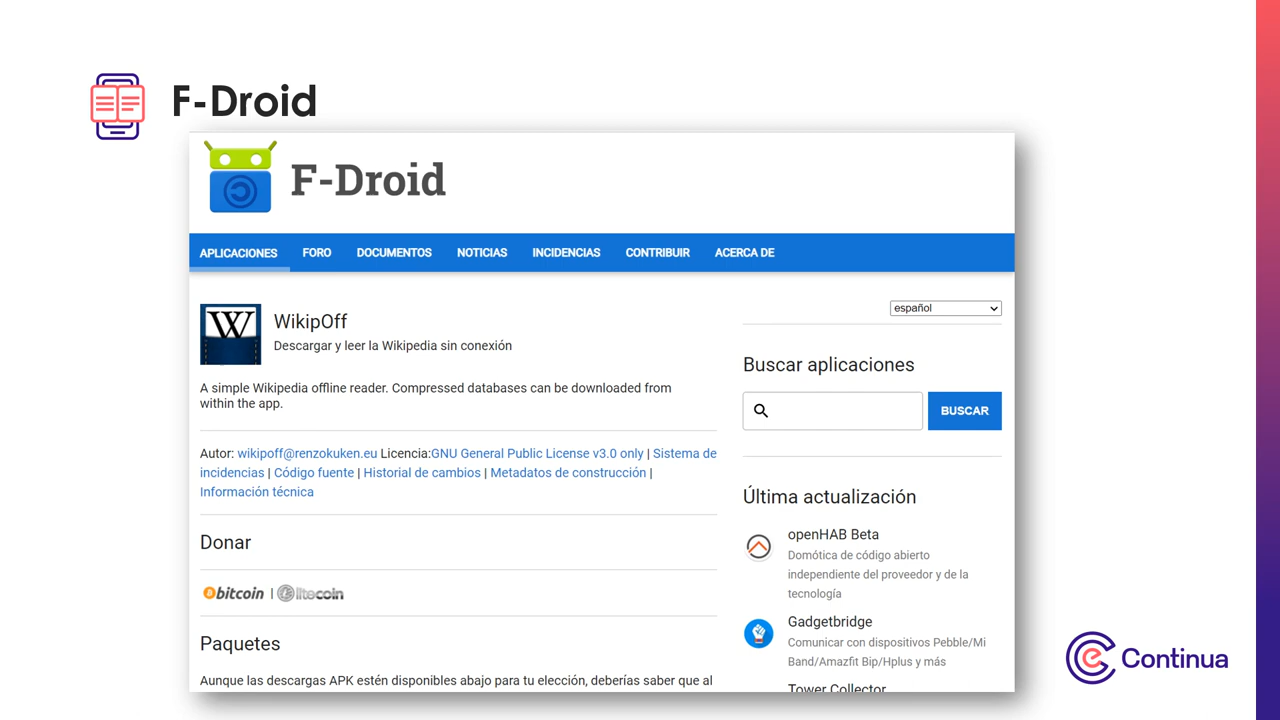 F-Droid
F-Droid
APLICACIONES FORO DOCUMENTOS NOTICIAS INCIDENCIAS CONTRIBUIR ACERCA DE
W
WikipOff
Descargar y leer la Wikipedia sin conexión
A simple Wikipedia offline reader. Compressed databases can be downloaded from
within the app.
Autor: wikipoff@renzokuken.eu Licencia:GNU General Public License v3.0 only | Sistema de
incidencias | Código fuente | Historial de cambios | Metadatos de construcción |
Información técnica
Donar
bitcoin | litecoin
Paquetes
Aunque las descargas APK estén disponibles abajo para tu elección, deberías saber que al
español
Buscar aplicaciones
BUSCAR
Última actualización
openHAB Beta
Domótica de código abierto
independiente del proveedor y de la
tecnología
Gadgetbridge
Comunicar con dispositivos Pebble/Mi
Band/Amazfit Bip/Hplus y más
Tower Collector
Continua